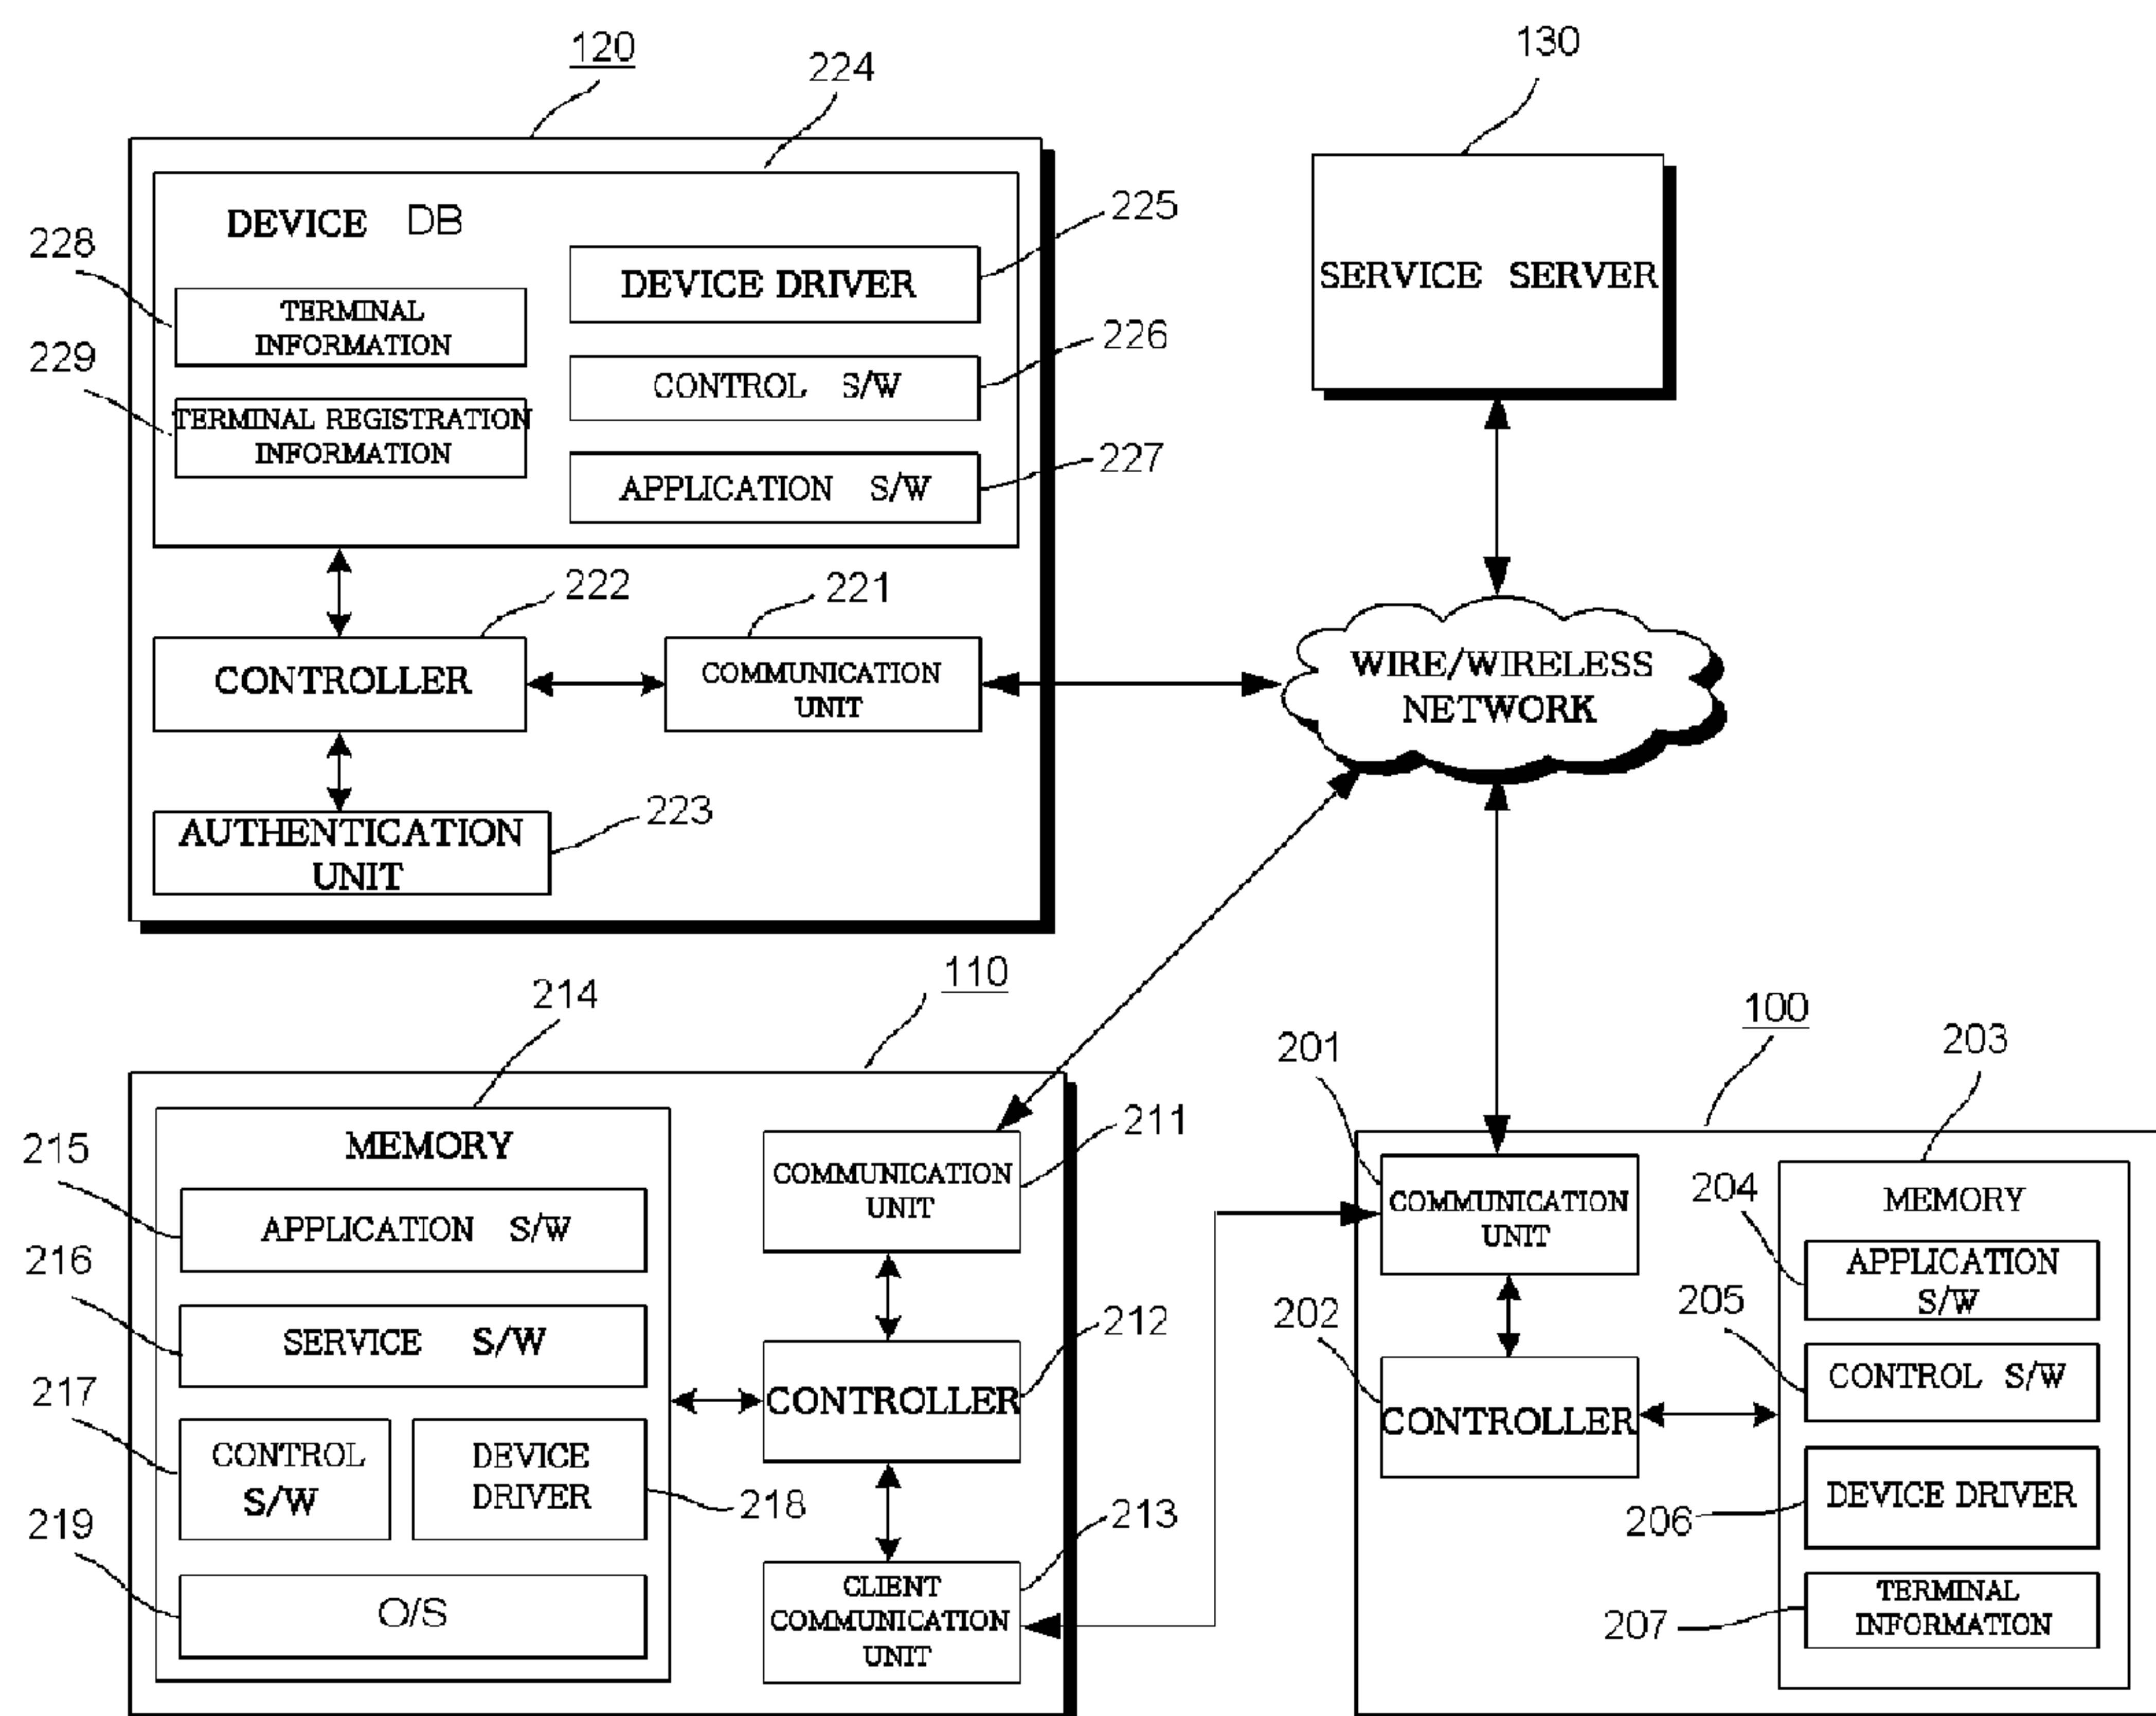 120
224
130
DEVICE DB
228
225
DEVICE DRIVER
SERVICE SERVER
TERMINAL
INFORMATION
226
229
CONTROL S/W
TERMINAL REGISTRATION
INFORMATION
227
APPLICATION S/W
222
221
CONTROLLER
COMMUNICATION
UNIT
WIRE/WIRELESS
NETWORK
223
AUTHENTICATION
UNIT
110
214
100
201
203
211
MEMORY
215
COMMUNICATION
UNIT
COMMUNICATION
UNIT
204
MEMORY
APPLICATION S/W
APPLICATION
S/W
216
205
212
202
SERVICE S/W
CONTROL S/W
217
CONTROLLER
CONTROLLER
CONTROL
S/W
DEVICE
DRIVER
218
213
206
DEVICE DRIVER
219
O/S
CLIENT
COMMUNICATION
UNIT
207
TERMINAL
INFORMATION